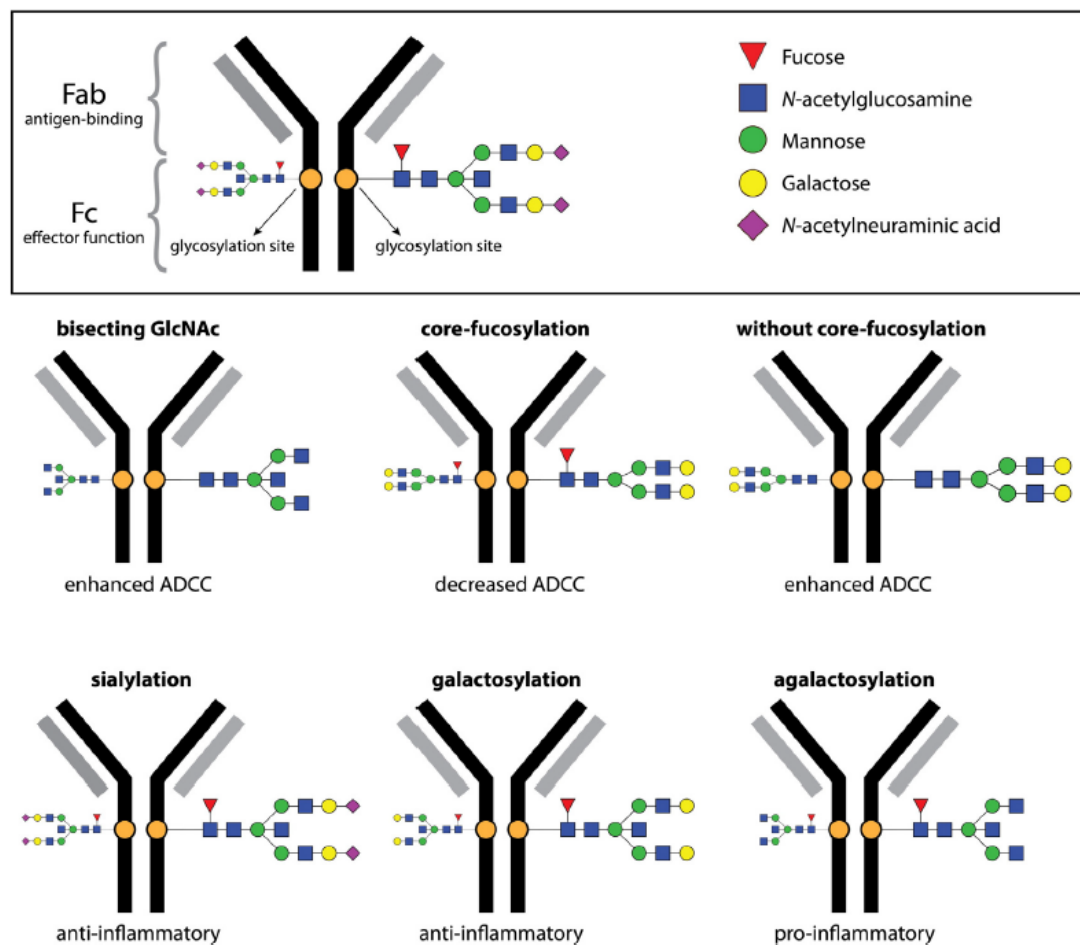 Fab
antigen-binding
Fc
effector function
glycosylation site
glycosylation site
Fucose
N-acetylglucosamine
Mannose
Galactose
N-acetylneuraminic acid
bisecting GlcNAc
core-fucosylation
without core-fucosylation
enhanced ADCC
decreased ADCC
enhanced ADCC
sialylation
galactosylation
agalactosylation
anti-inflammatory
anti-inflammatory
pro-inflammatory